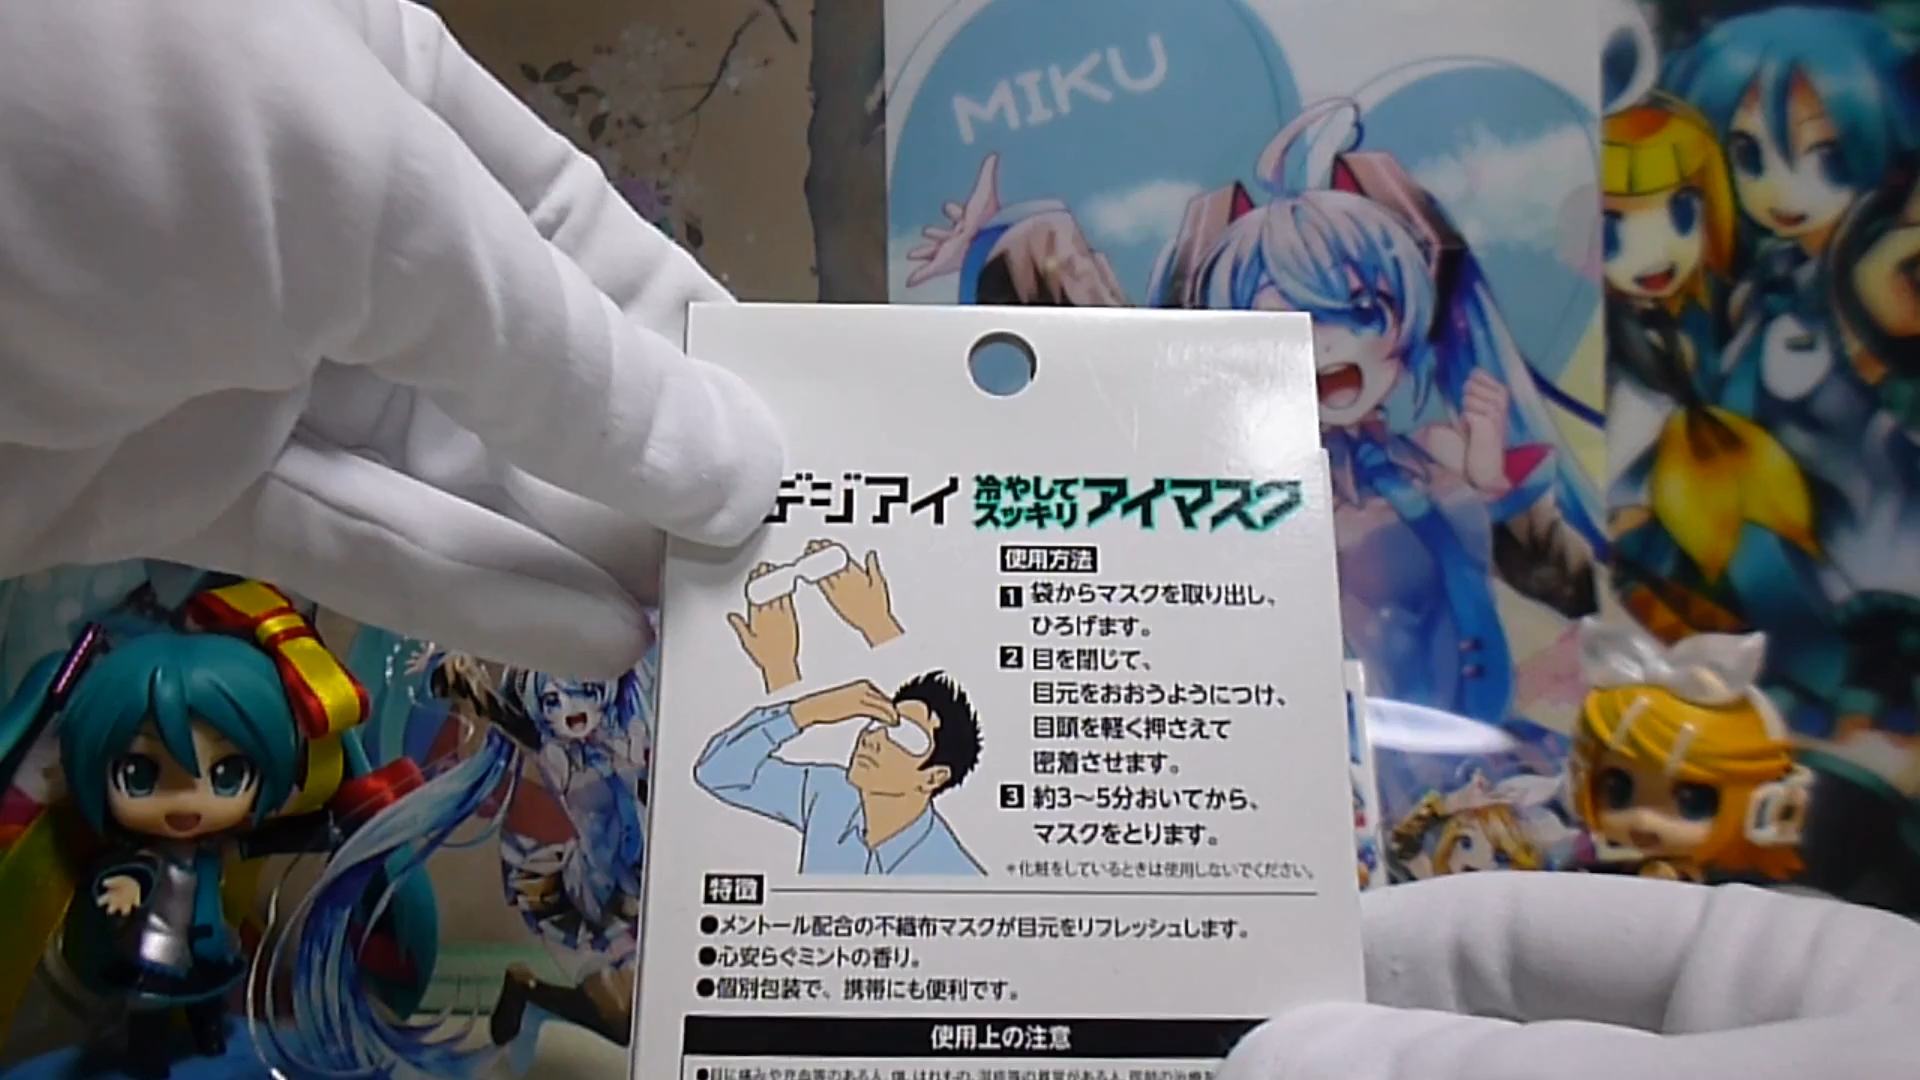 MIKU
デジアイ 冷やしてスッキリ アイマスク
使用方法
1 袋からマスクを取り出し、
ひろげます。
2 目を閉じて、
目元をおおうようにつけ、
目頭を軽く押さえて
密着させます。
3 約3〜5分おいてから、
マスクをとります。
*化粧をしているときは使用しないでください。
特徴
●メントール配合の不織布マスクが目元をリフレッシュします。
●心安らぐミントの香り。
●個別包装で、携帯にも便利です。
使用上の注意